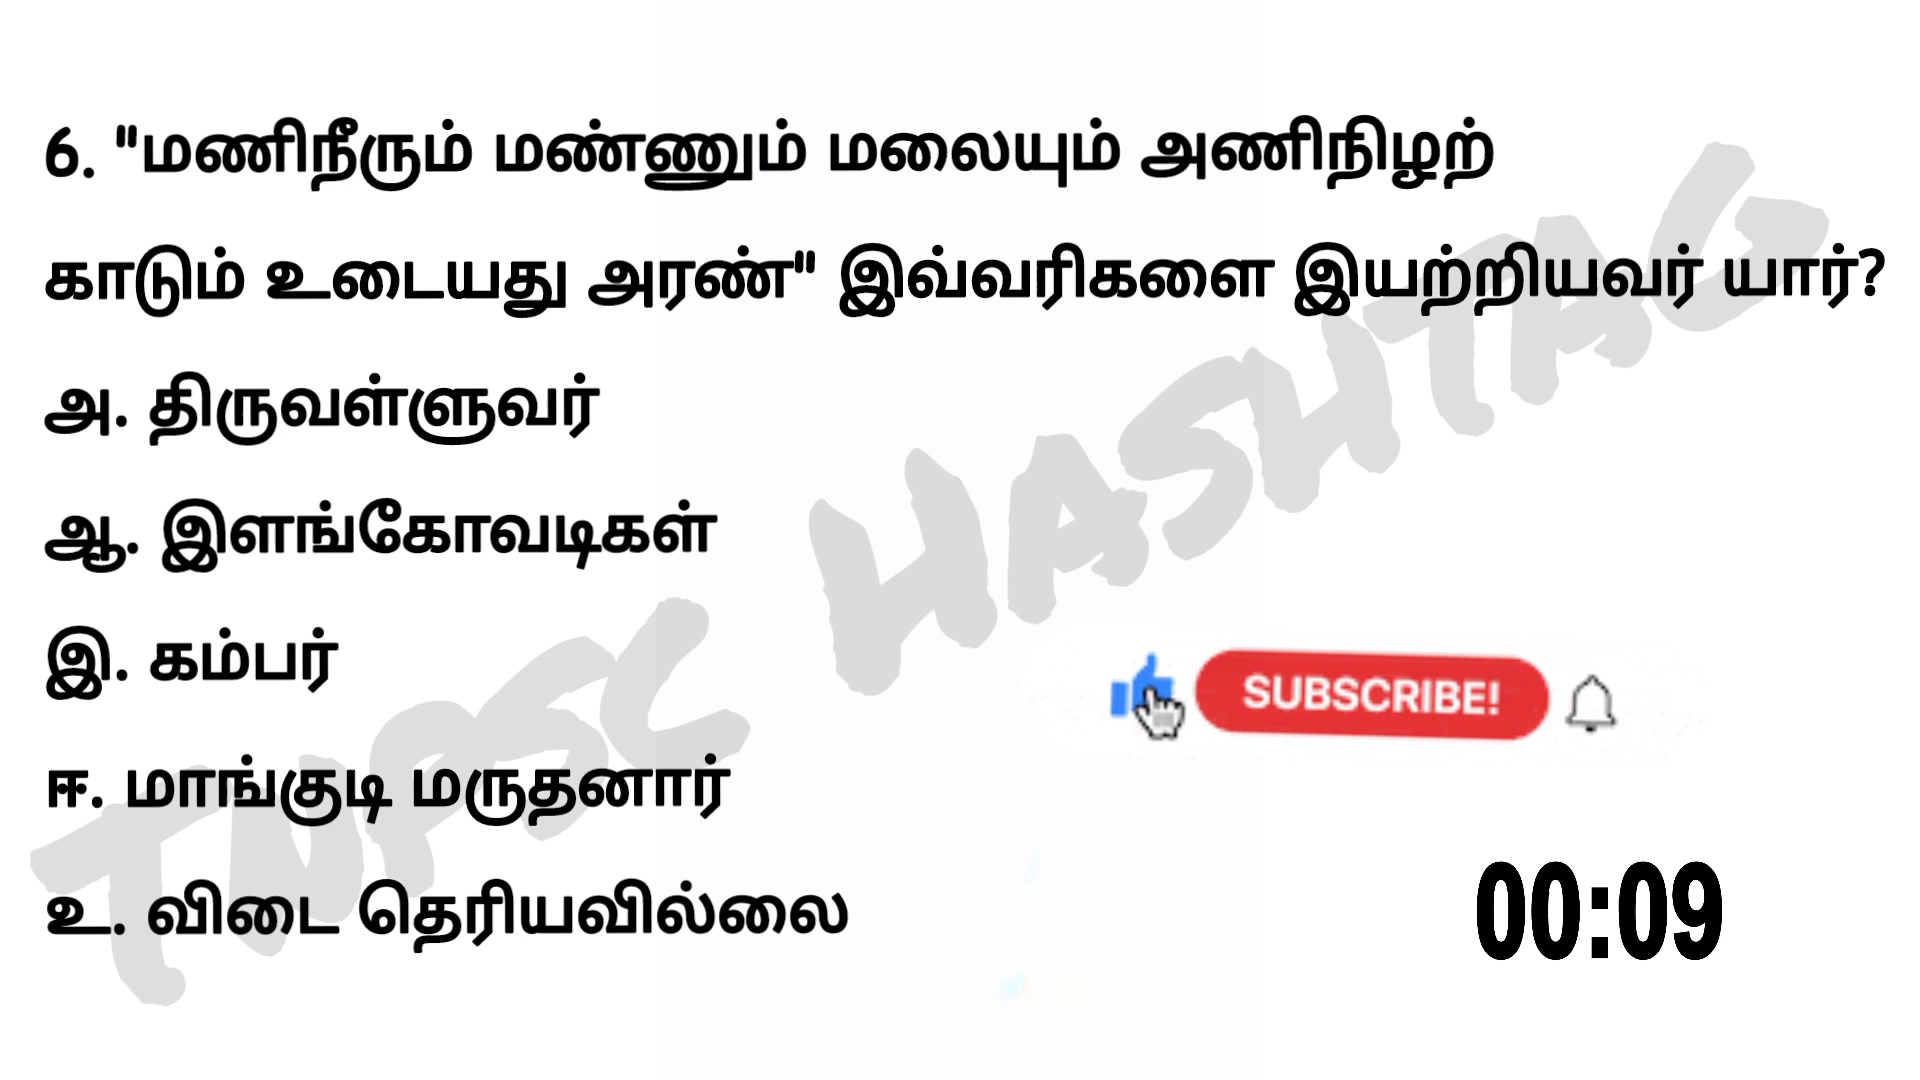 6. "மணிநீரும் மண்ணும் மலையும் அணிநிழற்
காடும் உடையது அரண்" இவ்வரிகளை இயற்றியவர் யார்?
அ. திருவள்ளுவர்
ஆ. இளங்கோவடிகள்
இ. கம்பர்
ஈ. மாங்குடி மருதனார்
உ. விடை தெரியவில்லை
TNPSC HASHTAG
SUBSCRIBE!
00:09